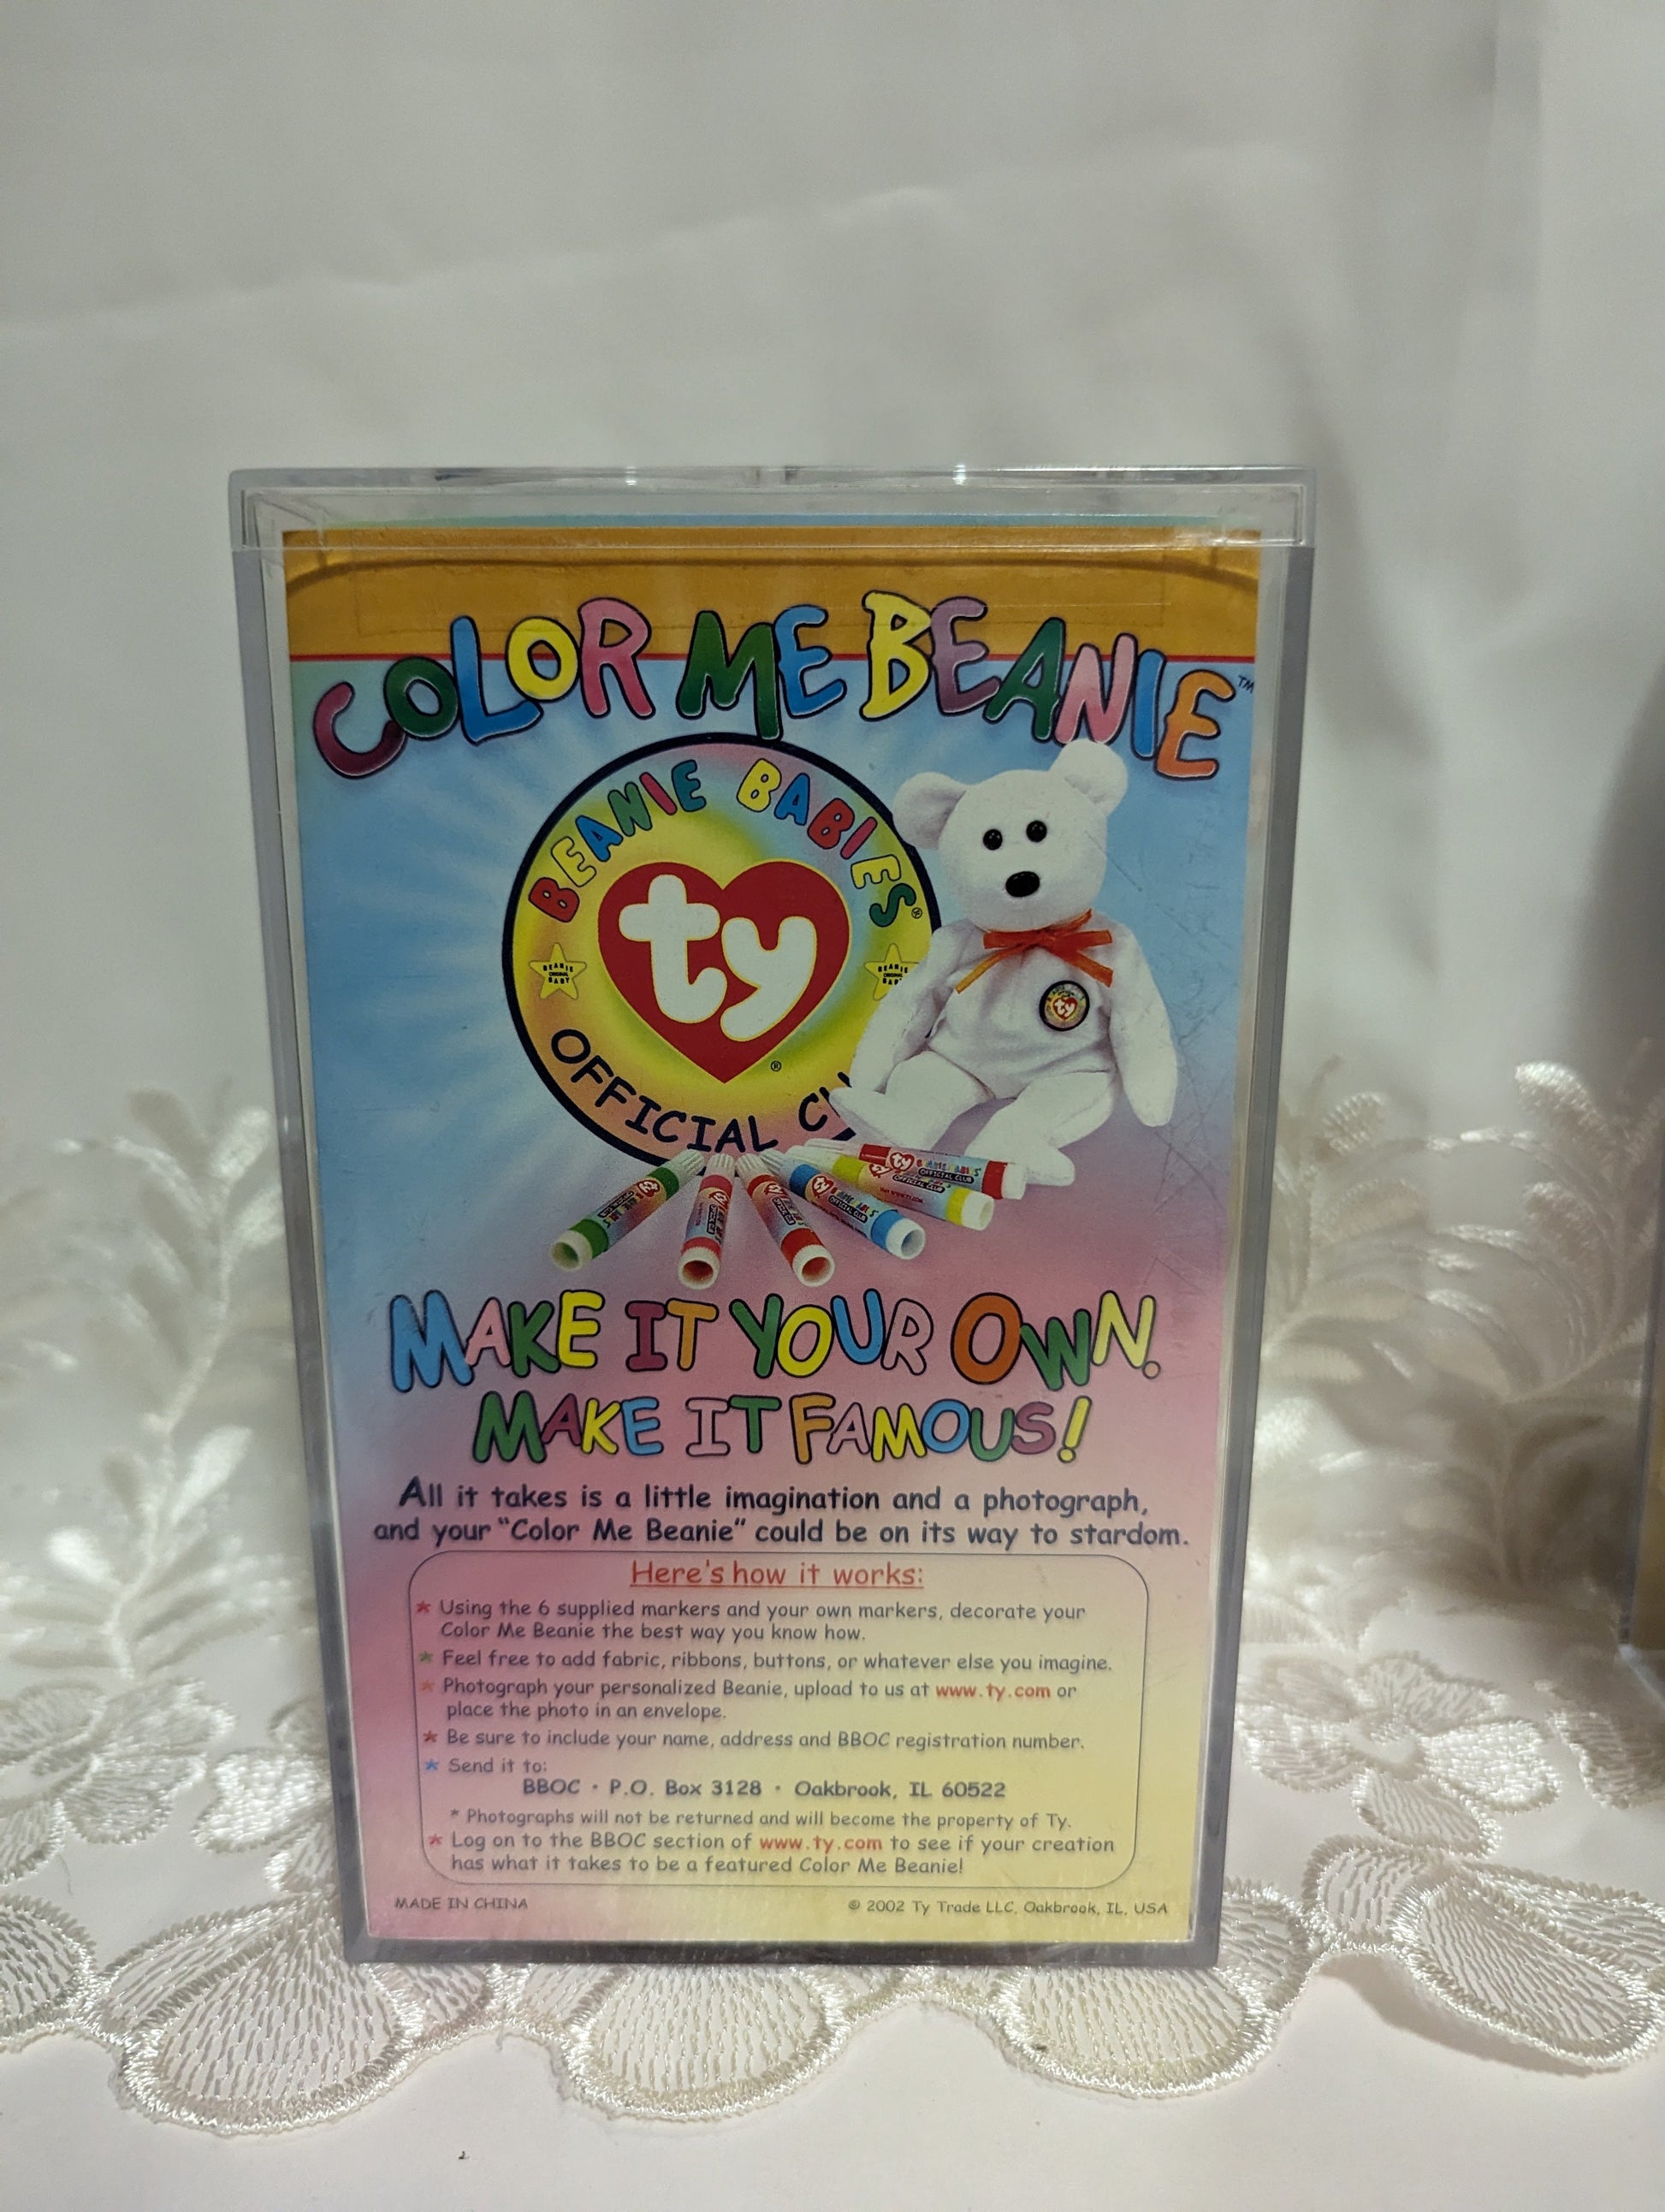 COLOR ME BEANIE™
BEANIE BABIES®
ty®
BEANIE
ORIGINAL
BABY
BEANIE
ORIGINAL
OFFICIAL
MAKE IT YOUR OWN.
MAKE IT FAMOUS!
All it takes is a little imagination and a photograph,
and your "Color Me Beanie" could be on its way to stardom.
Here's how it works:
* Using the 6 supplied markers and your own markers, decorate your
Color Me Beanie the best way you know how.
* Feel free to add fabric, ribbons, buttons, or whatever else you imagine.
* Photograph your personalized Beanie, upload to us at www.ty.com or
place the photo in an envelope.
* Be sure to include your name, address and BBOC registration number.
* Send it to:
BBOC • P.O. Box 3128 • Oakbrook, IL 60522
* Photographs will not be returned and will become the property of Ty.
* Log on to the BBOC section of www.ty.com to see if your creation
has what it takes to be a featured Color Me Beanie!
MADE IN CHINA
© 2002 Ty Trade LLC, Oakbrook, IL, USA